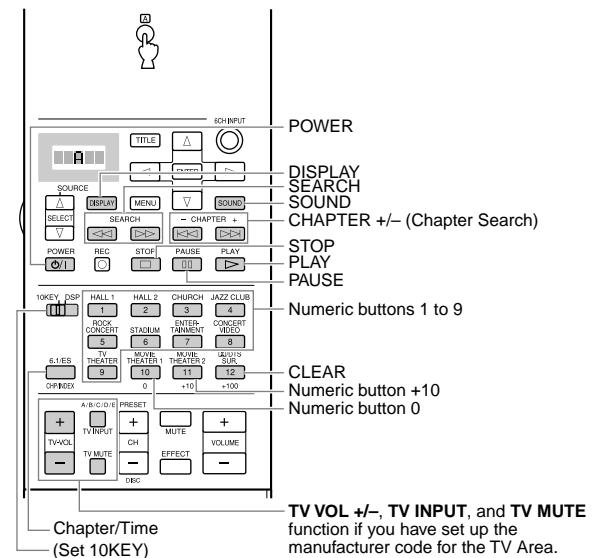 A
6CH INPUT
POWER
TITLE
A
ENTER
DISPLAY
SOURCE
SEARCH
DISPLAY
MENU
SOUND
SOUND
SELECT
SEARCH
– CHAPTER +
CHAPTER +/– (Chapter Search)
STOP
POWER
REC
STOP
PAUSE
PLAY
PLAY
PAUSE
10KEY
DSP
HALL 1
HALL 2
CHURCH
JAZZ CLUB
1
2
3
4
Numeric buttons 1 to 9
ROCK CONCERT
STADIUM
ENTER-TAINMENT
CONCERT VIDEO
5
6
7
8
TV THEATER
MOVIE THEATER 1
MOVIE THEATER 2
/DTS SUR.
6.1/ES
9
10
11
12
CLEAR
CHP/INDEX
0
+10
+100
Numeric button +10
Numeric button 0
A/B/C/D/E
PRESET
+
TV INPUT
+
MUTE
+
TV-VOL
CH
VOLUME
TV MUTE
EFFECT
–
–
–
DISC
TV VOL +/–, TV INPUT, and TV MUTE
function if you have set up the
manufacturer code for the TV Area.
Chapter/Time
(Set 10KEY)